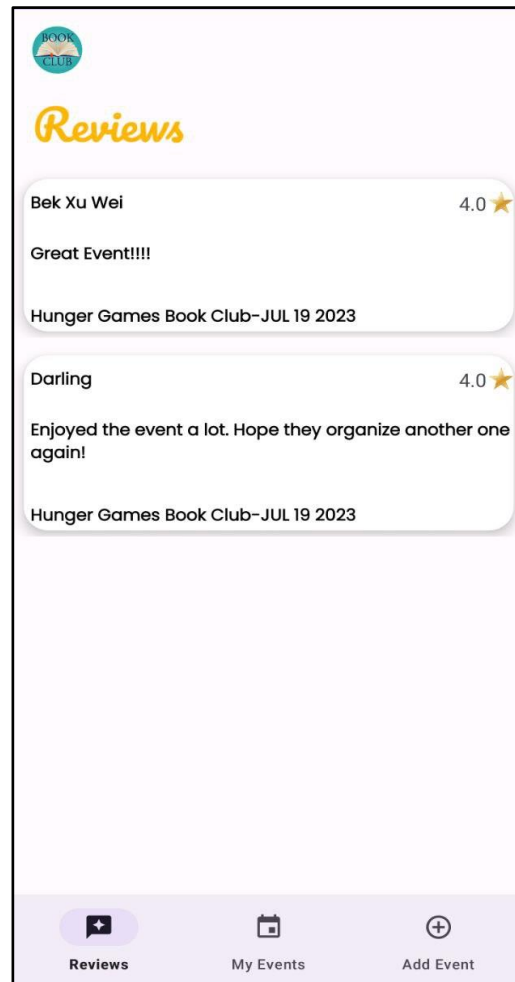 BOOK
CLUB
Reviews
Bek Xu Wei
4.0
Great Event!!!!
Hunger Games Book Club-JUL 19 2023
Darling
4.0
Enjoyed the event a lot. Hope they organize another one
again!
Hunger Games Book Club-JUL 19 2023
Reviews
My Events
Add Event